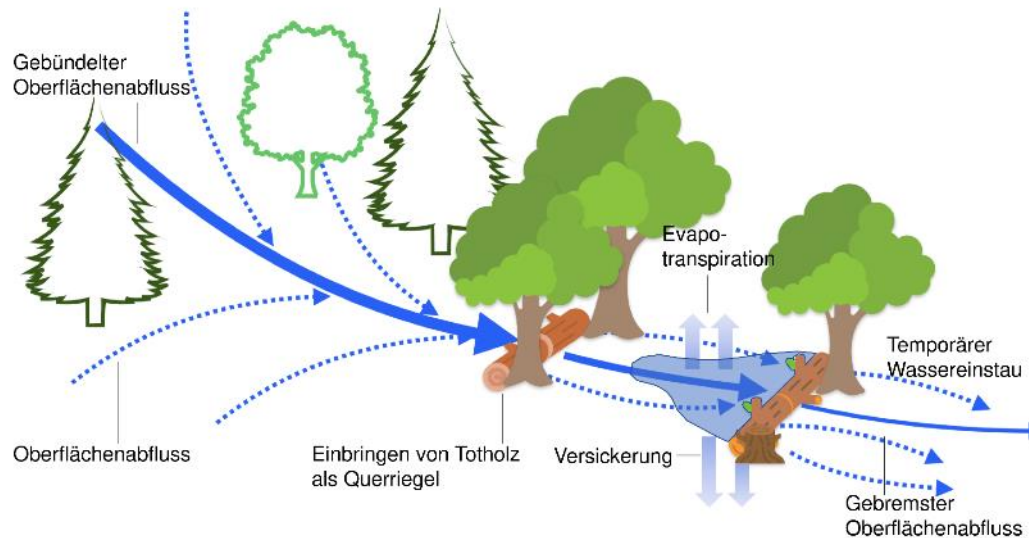 Gebündelter
Oberflächenabfluss
Evapo-
transpiration
Temporärer
Wassereinstau
Oberflächenabfluss
Einbringen von Totholz
als Querriegel
Versickerung
Gebremster
Oberflächenabfluss